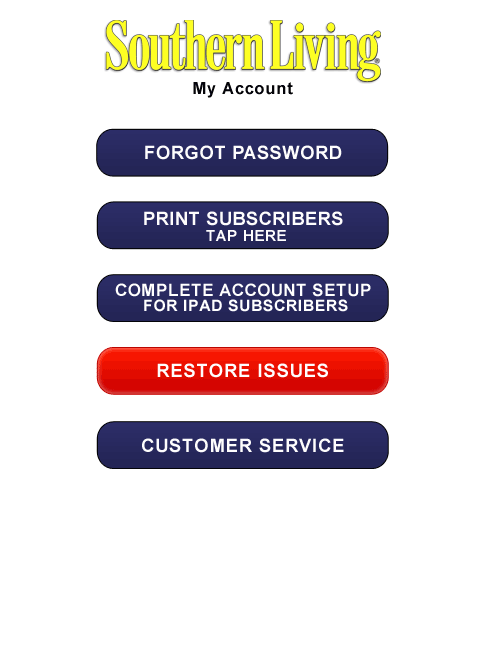 Southern Living®
My Account
FORGOT PASSWORD
PRINT SUBSCRIBERS
TAP HERE
COMPLETE ACCOUNT SETUP
FOR IPAD SUBSCRIBERS
RESTORE ISSUES
CUSTOMER SERVICE